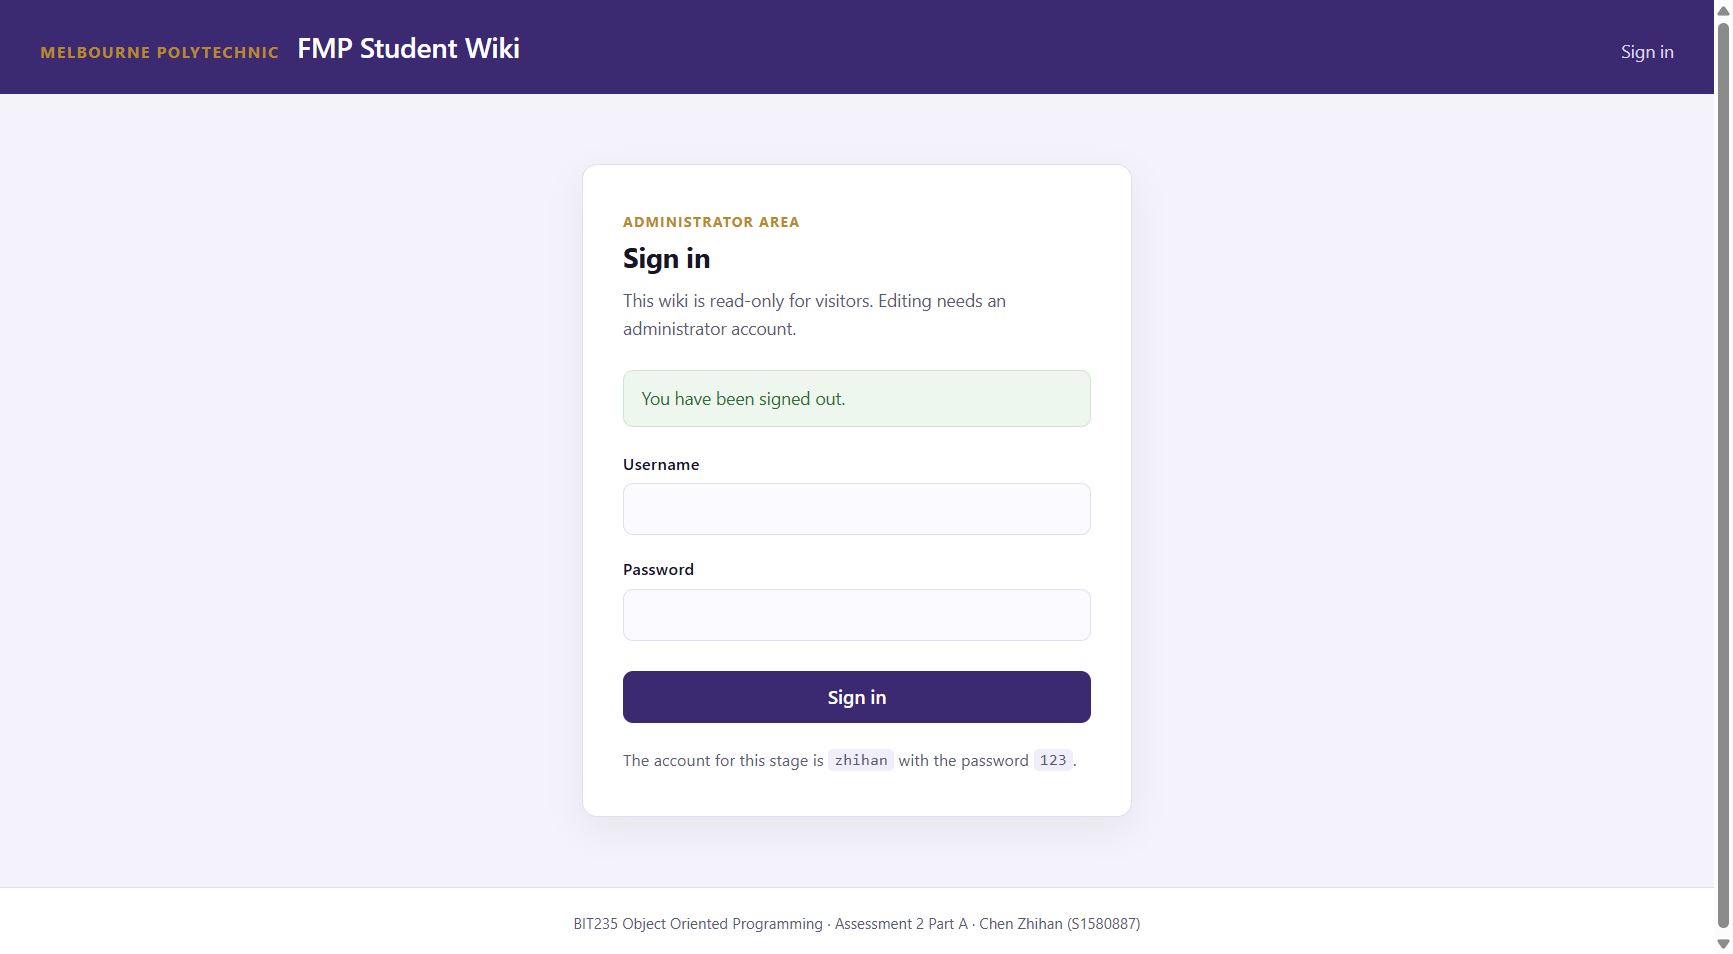 MELBOURNE POLYTECHNIC FMP Student Wiki
Sign in
ADMINISTRATOR AREA
Sign in
This wiki is read-only for visitors. Editing needs an
administrator account.
You have been signed out.
Username
Password
Sign in
The account for this stage is zhihan with the password 123.
BIT235 Object Oriented Programming · Assessment 2 Part A · Chen Zhihan (S1580887)